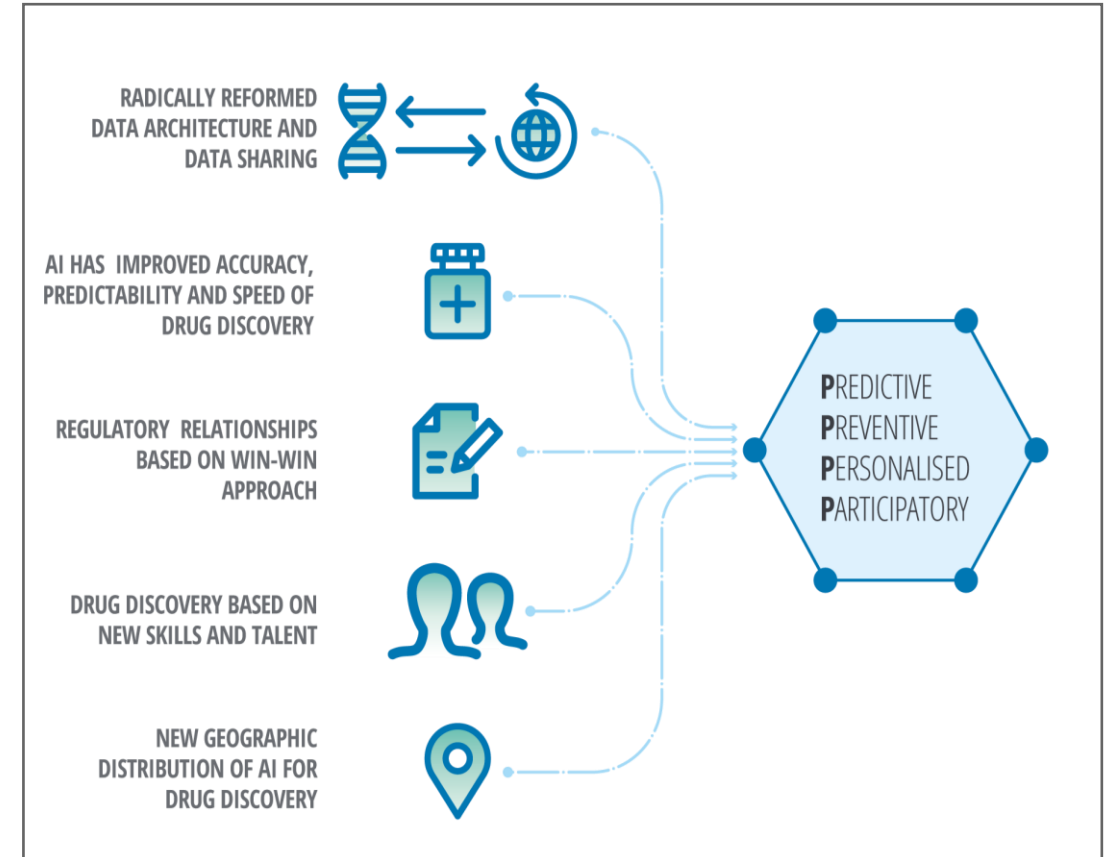 RADICALLY REFORMED
DATA ARCHITECTURE AND
DATA SHARING
AI HAS IMPROVED ACCURACY,
PREDICTABILITY AND SPEED OF
DRUG DISCOVERY
REGULATORY RELATIONSHIPS
BASED ON WIN-WIN
APPROACH
DRUG DISCOVERY BASED ON
NEW SKILLS AND TALENT
NEW GEOGRAPHIC
DISTRIBUTION OF AI FOR
DRUG DISCOVERY
PREDICTIVE
PREVENTIVE
PERSONALISED
PARTICIPATORY